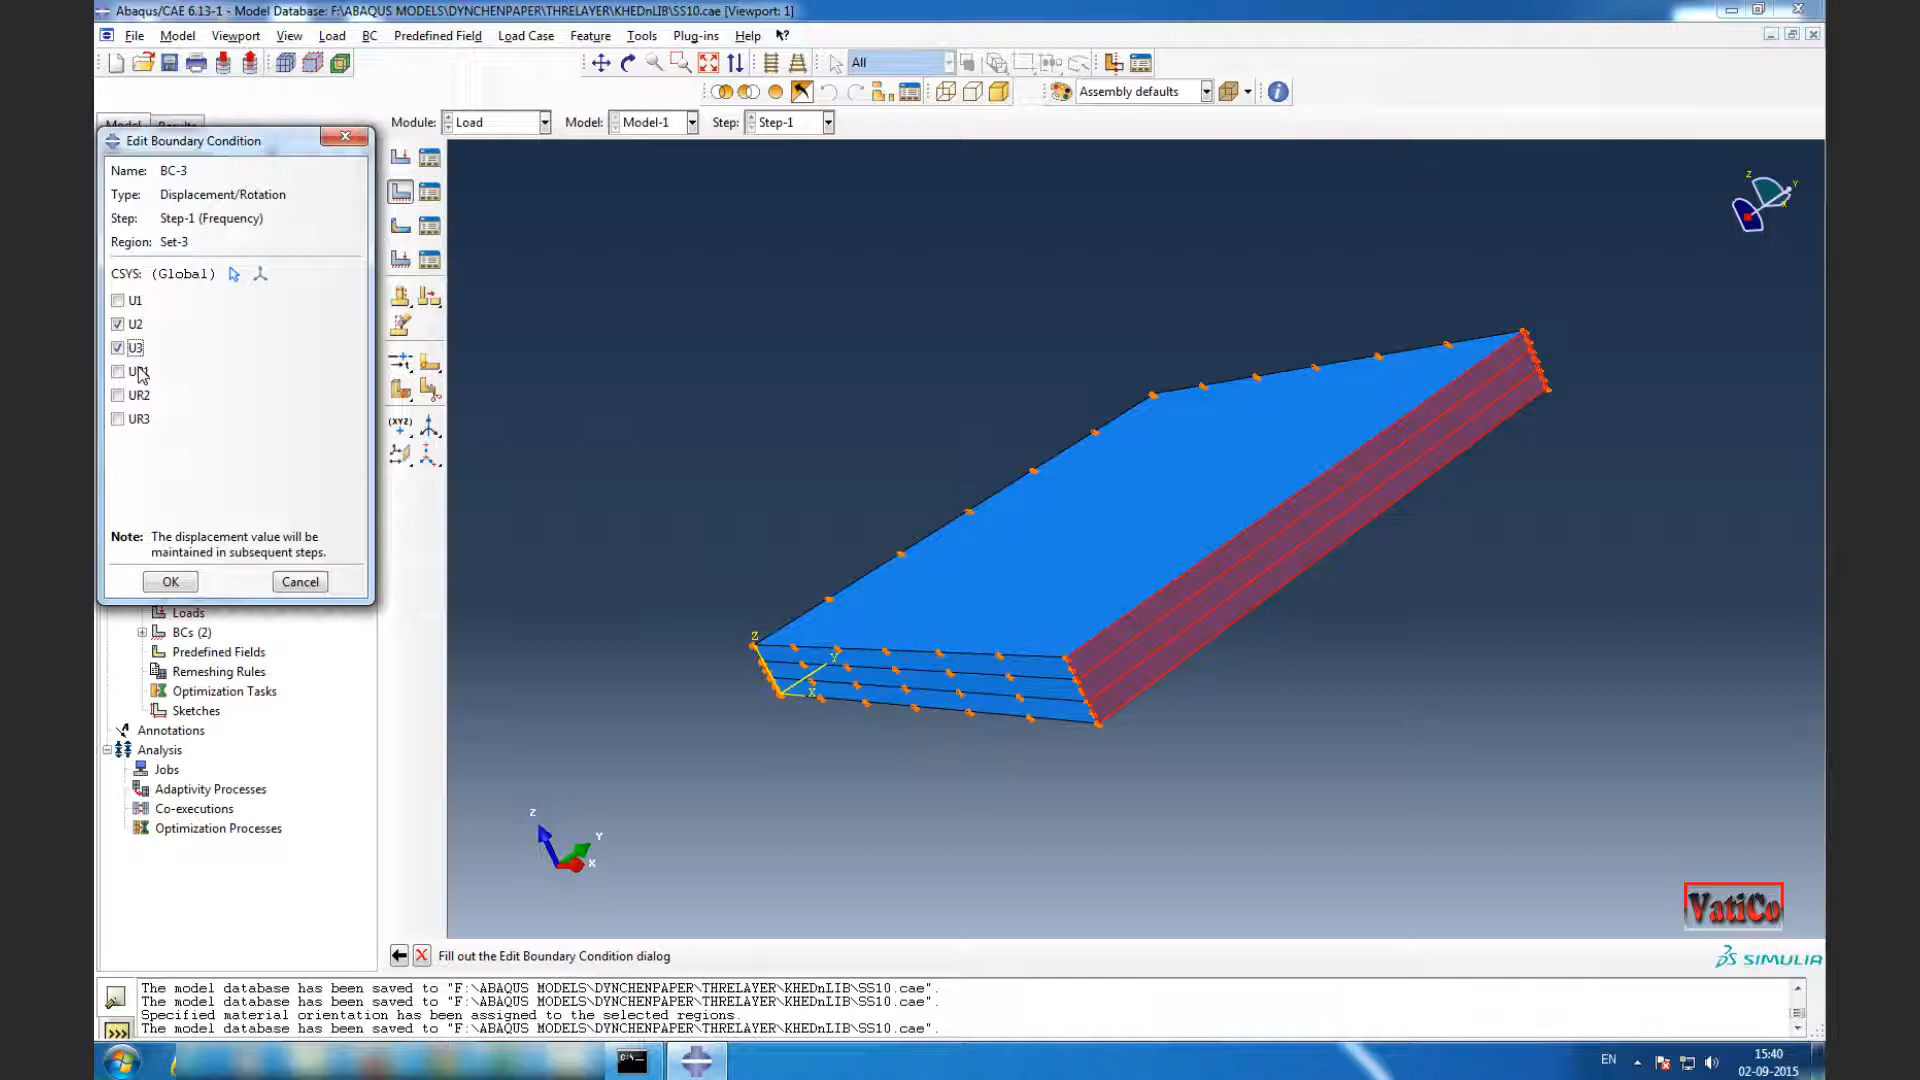 Abaqus/CAE 6.13-1 - Model Database: F:\ABAQUS MODELS\DYNCHENPAPER\THRELAYER\KHEDnLIB\SS10.cae [Viewport: 1]
File Model Viewport View Load BC Predefined Field Load Case Feature Tools Plug-ins Help
All
Assembly defaults
Module: Load Model: Model-1 Step: Step-1
Edit Boundary Condition
Name: BC-3
Type: Displacement/Rotation
Step: Step-1 (Frequency)
Region: Set-3
CSYS: (Global)
U1
U2
U3
UR2
UR3
Note: The displacement value will be
maintained in subsequent steps.
OK Cancel
Loads
BCs (2)
Predefined Fields
Remeshing Rules
Optimization Tasks
Sketches
Annotations
Analysis
Jobs
Adaptivity Processes
Co-executions
Optimization Processes
Z
Y
X
Z
Y
X
Z
Y
VatiCo
SIMULIA
Fill out the Edit Boundary Condition dialog
The model database has been saved to "F:\ABAQUS MODELS\DYNCHENPAPER\THRELAYER\KHEDnLIB\SS10.cae".
The model database has been saved to "F:\ABAQUS MODELS\DYNCHENPAPER\THRELAYER\KHEDnLIB\SS10.cae".
Specified material orientation has been assigned to the selected regions.
The model database has been saved to "F:\ABAQUS MODELS\DYNCHENPAPER\THRELAYER\KHEDnLIB\SS10.cae".
>>>
EN
15:40
02-09-2015